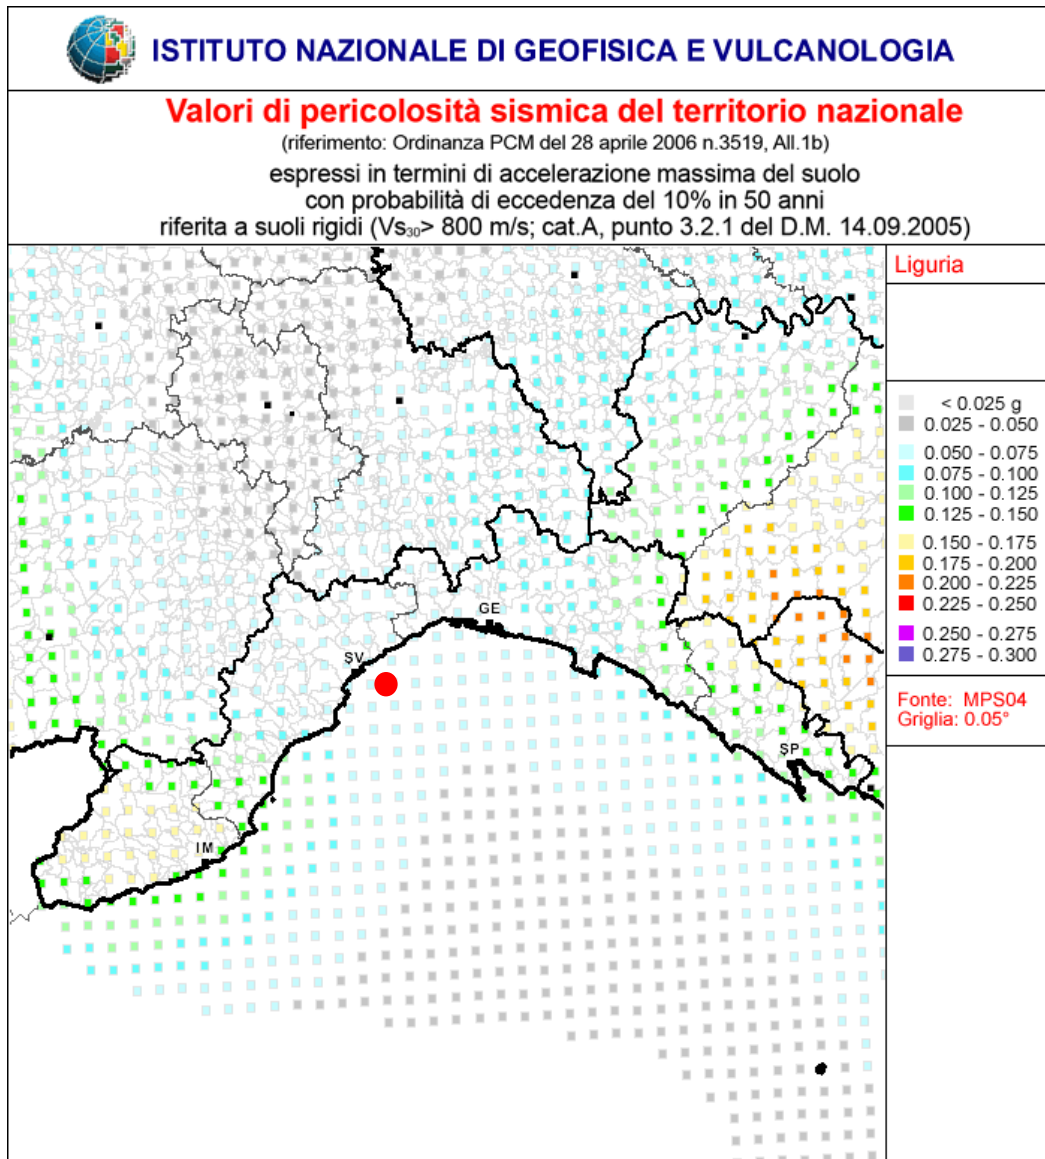 ISTITUTO NAZIONALE DI GEOFISICA E VULCANOLOGIA
Valori di pericolosità sismica del territorio nazionale
(riferimento: Ordinanza PCM del 28 aprile 2006 n.3519, All.1b)
espressi in termini di accelerazione massima del suolo
con probabilità di eccedenza del 10% in 50 anni
riferita a suoli rigidi (Vs₃₀> 800 m/s; cat.A, punto 3.2.1 del D.M. 14.09.2005)
Liguria
< 0.025 g
0.025 - 0.050
0.050 - 0.075
0.075 - 0.100
0.100 - 0.125
0.125 - 0.150
0.150 - 0.175
0.175 - 0.200
0.200 - 0.225
0.225 - 0.250
0.250 - 0.275
0.275 - 0.300
Fonte: MPS04
Griglia: 0.05°
GE
SV
SP
IM